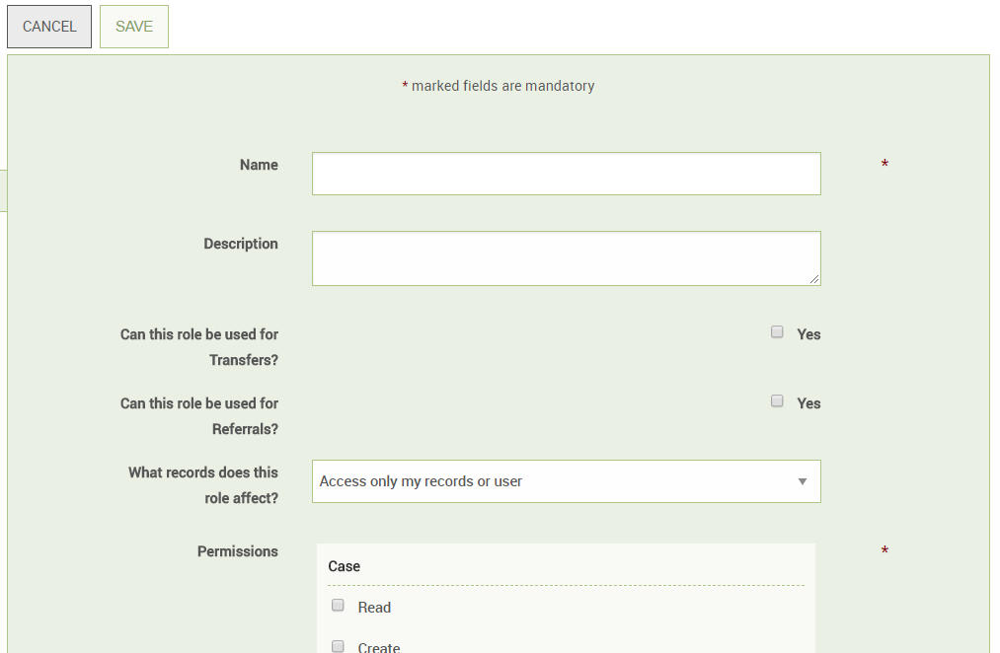 CANCEL SAVE
* marked fields are mandatory
Name *
Description
Can this role be used for
Transfers?
Yes
Can this role be used for
Referrals?
Yes
What records does this
role affect?
Access only my records or user
Permissions *
Case
Read
Create